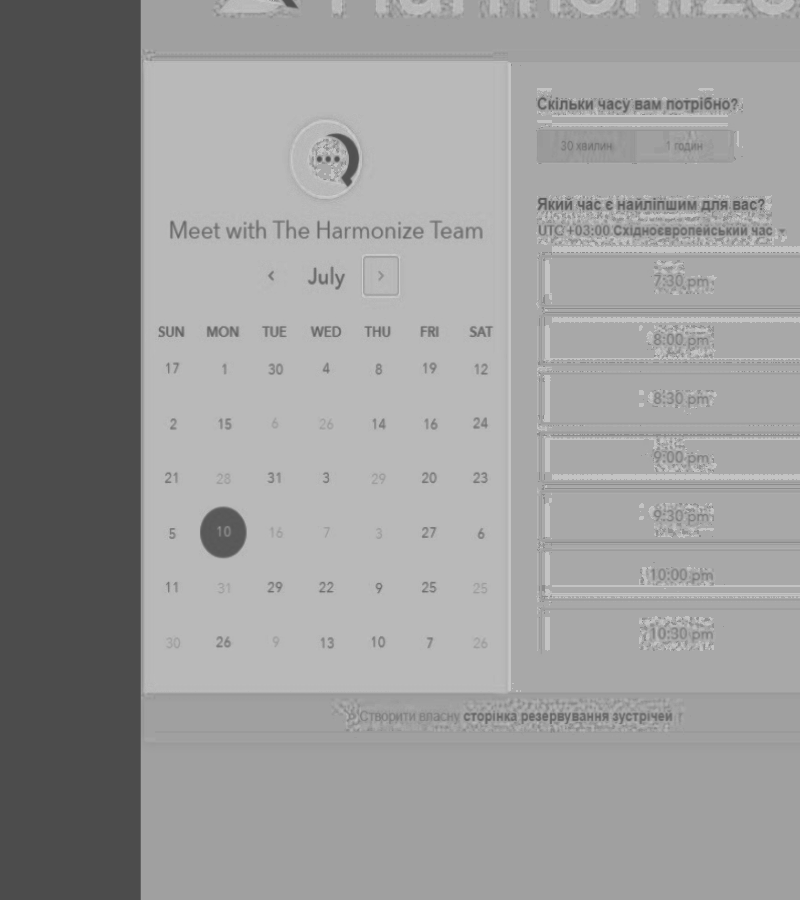 Harmonize
Meet with The Harmonize Team
July
SUN MON TUE WED THU FRI SAT
17 1 30 4 8 19 12
2 15 6 26 14 16 24
21 28 31 3 29 20 23
5 10 16 7 3 27 6
11 31 29 22 9 25 25
30 26 9 13 10 7 26
Скільки часу вам потрібно?
30 хвилин 1 годин
Який час є найліпшим для вас?
UTC +03:00 Східноєвропейський час
7:30 pm
8:00 pm
8:30 pm
9:00 pm
9:30 pm
10:00 pm
10:30 pm
Створити власну сторінка резервування зустрічей